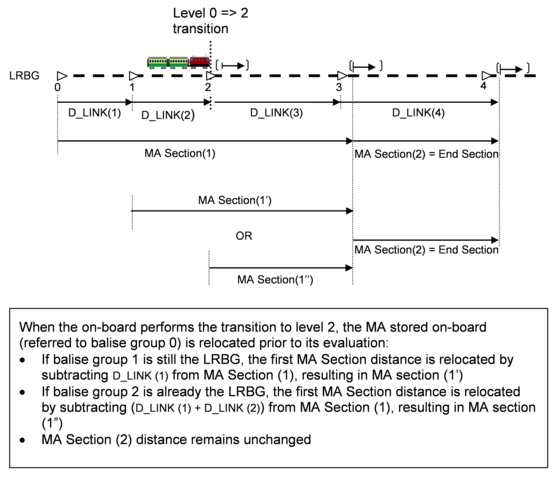 Level 0 => 2
transition
LRBG
0 1 2 3 4
D_LINK(1) D_LINK(2) D_LINK(3) D_LINK(4)
MA Section(1) MA Section(2) = End Section
MA Section(1')
OR
MA Section(2) = End Section
MA Section(1'')
When the on-board performs the transition to level 2, the MA stored on-board
(referred to balise group 0) is relocated prior to its evaluation:
• If balise group 1 is still the LRBG, the first MA Section distance is relocated by
subtracting D_LINK (1) from MA Section (1), resulting in MA section (1')
• If balise group 2 is already the LRBG, the first MA Section distance is relocated
by subtracting (D_LINK (1) + D_LINK (2)) from MA Section (1), resulting in MA section
(1'')
• MA Section (2) distance remains unchanged